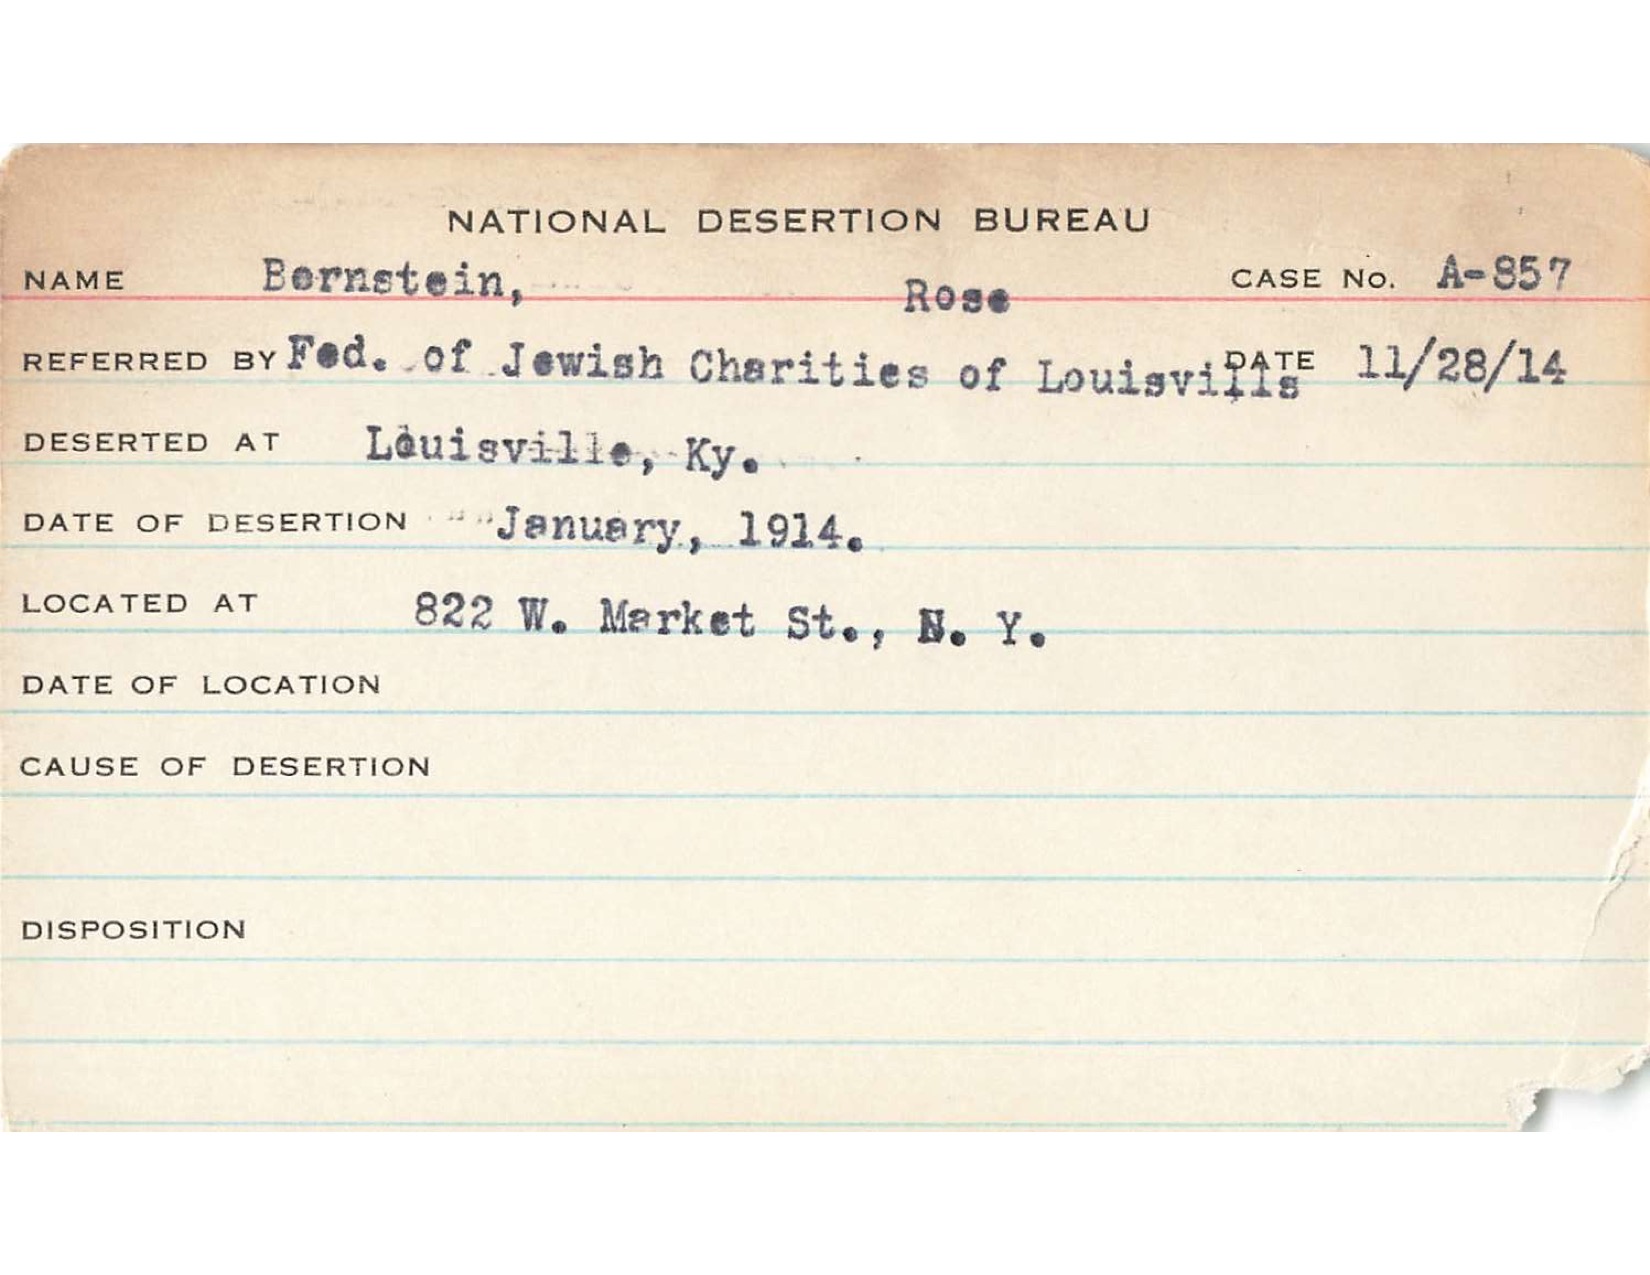 NATIONAL DESERTION BUREAU
NAME Bernstein, Rose CASE No. A-857
REFERRED BY Fed. of Jewish Charities of Louisvills DATE 11/28/14
DESERTED AT Louisville, Ky.
DATE OF DESERTION January, 1914.
LOCATED AT 822 W. Market St., N. Y.
DATE OF LOCATION
CAUSE OF DESERTION
DISPOSITION